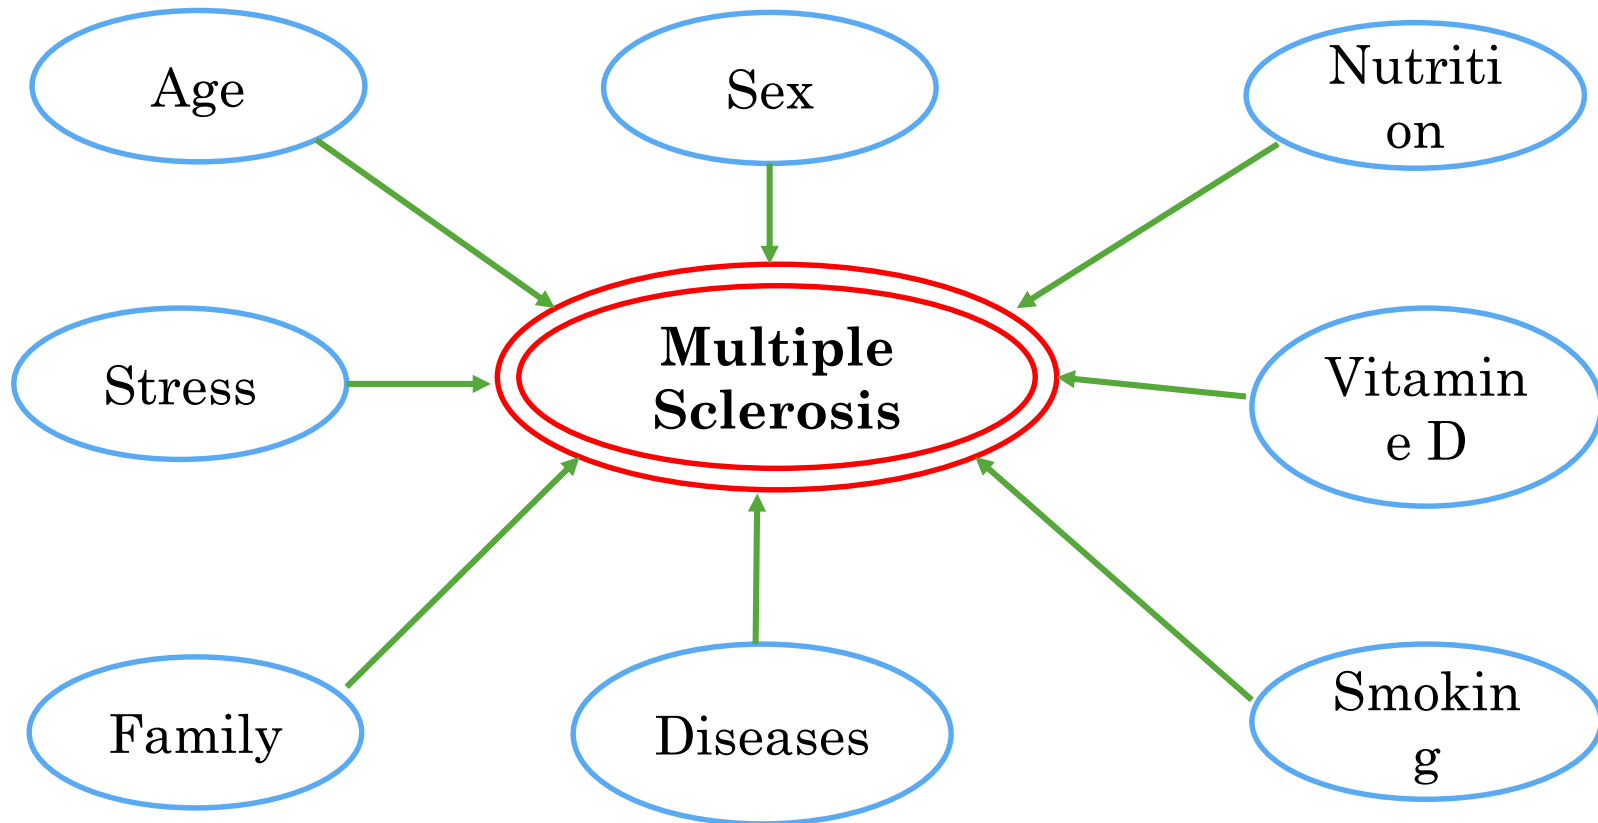 Age
Sex
Nutriti
on
Multiple
Sclerosis
Stress
Vitamin
e D
Family
Diseases
Smokin
g